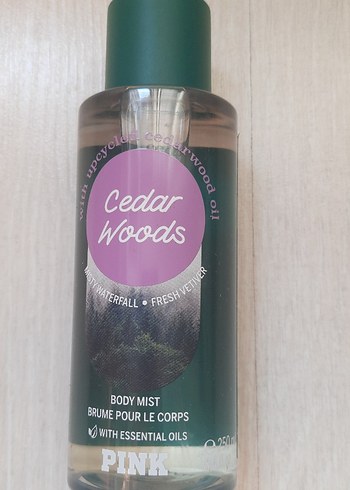 with upcycled cedarwood oil
Cedar
Woods
MISTY WATERFALL • FRESH VETIVER
BODY MIST
BRUME POUR LE CORPS
WITH ESSENTIAL OILS
PINK